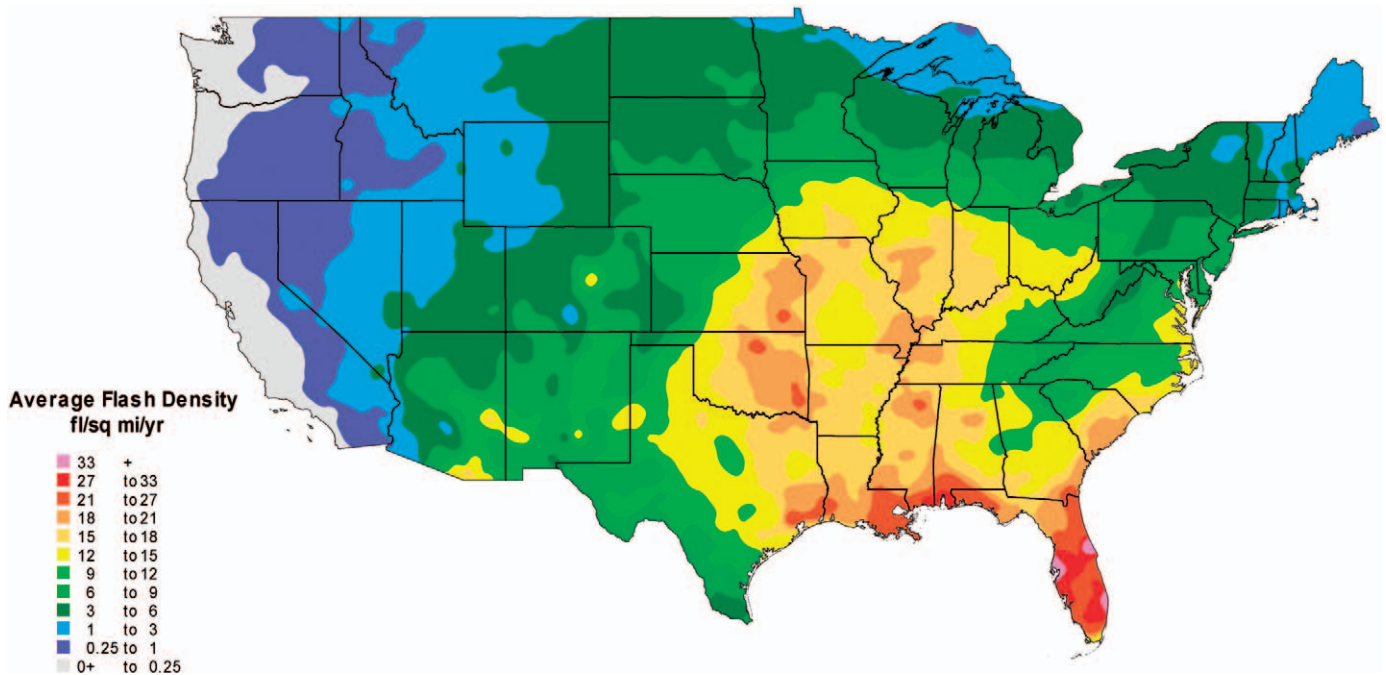 Average Flash Density
fl/sq mi/yr
33 +
27 to 33
21 to 27
18 to 21
15 to 18
12 to 15
9 to 12
6 to 9
3 to 6
1 to 3
0.25 to 1
0+ to 0.25